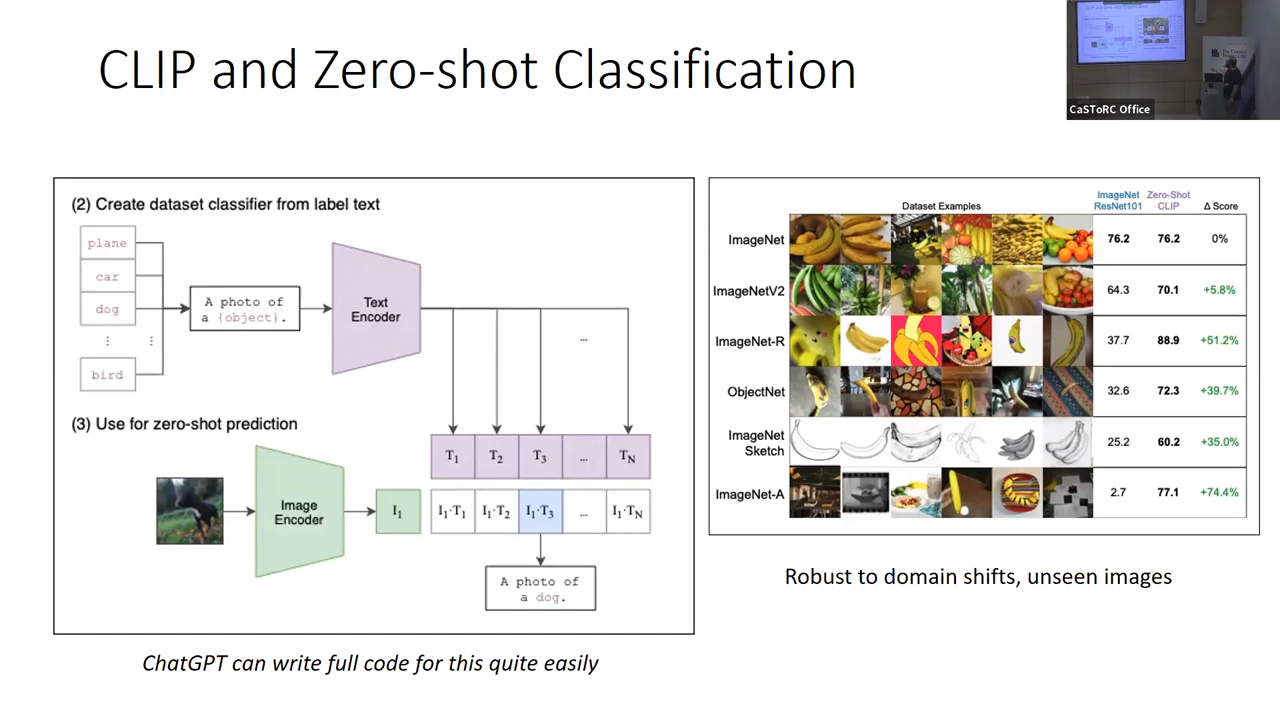 CLIP and Zero-shot Classification
CaSToRC Office
(2) Create dataset classifier from label text
plane
car
dog
⋮
⋮
bird
A photo of
a {object}.
Text
Encoder
...
(3) Use for zero-shot prediction
Image
Encoder
I1
T1 T2 T3 ... TN
I1·T1 I1·T2 I1·T3 ... I1·TN
A photo of
a dog.
ChatGPT can write full code for this quite easily
Dataset Examples
ImageNet
ResNet101
Zero-Shot
CLIP
Δ Score
ImageNet 76.2 76.2 0%
ImageNetV2 64.3 70.1 +5.8%
ImageNet-R 37.7 88.9 +51.2%
ObjectNet 32.6 72.3 +39.7%
ImageNet
Sketch 25.2 60.2 +35.0%
ImageNet-A 2.7 77.1 +74.4%
Robust to domain shifts, unseen images